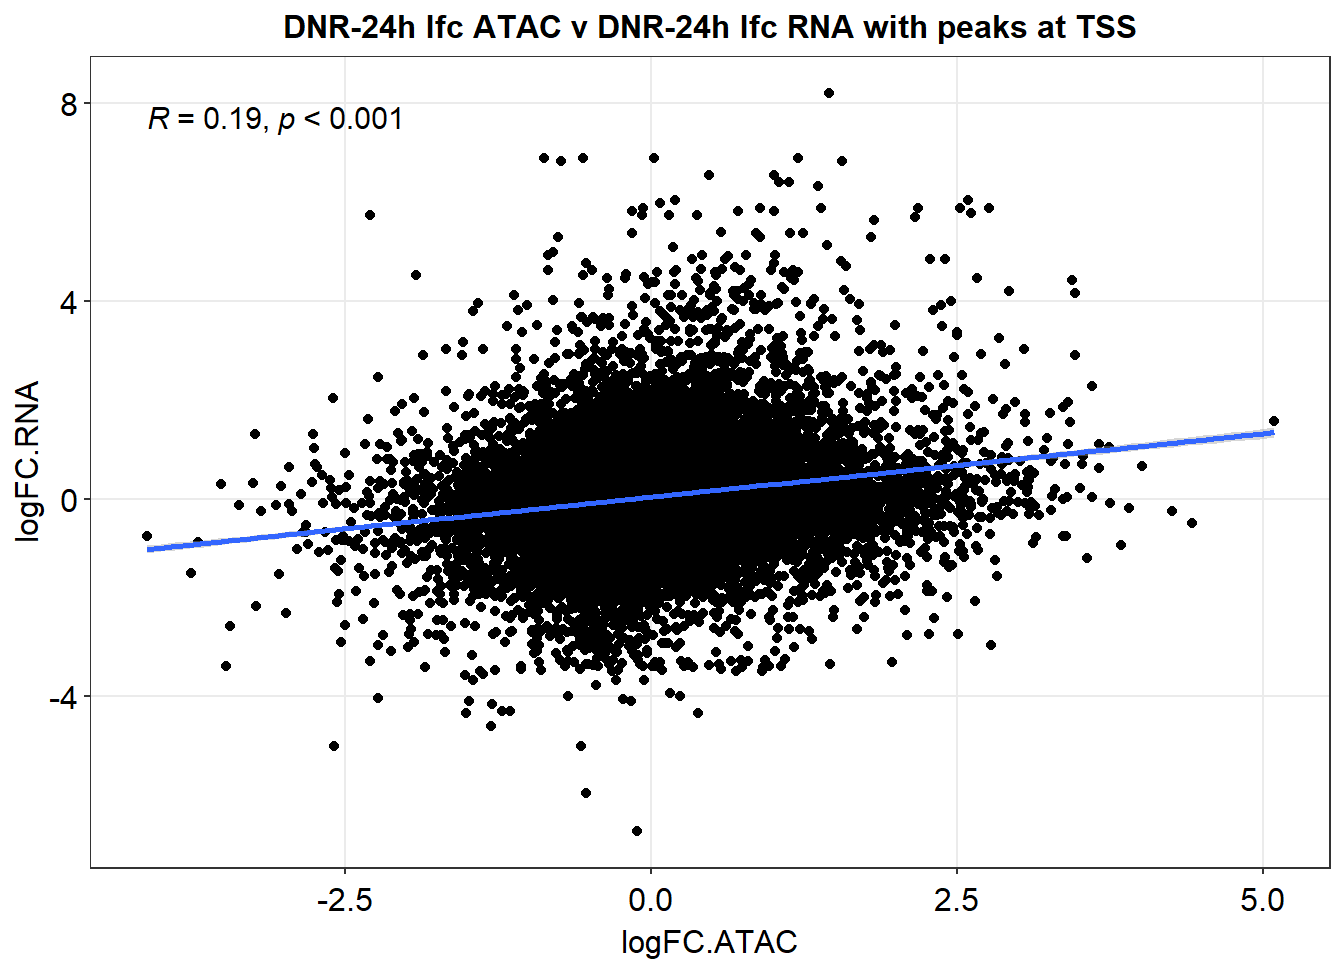 DNR-24h lfc ATAC v DNR-24h lfc RNA with peaks at TSS
R = 0.19, p < 0.001
8
4
0
-4
logFC.RNA
-2.5 0.0 2.5 5.0
logFC.ATAC